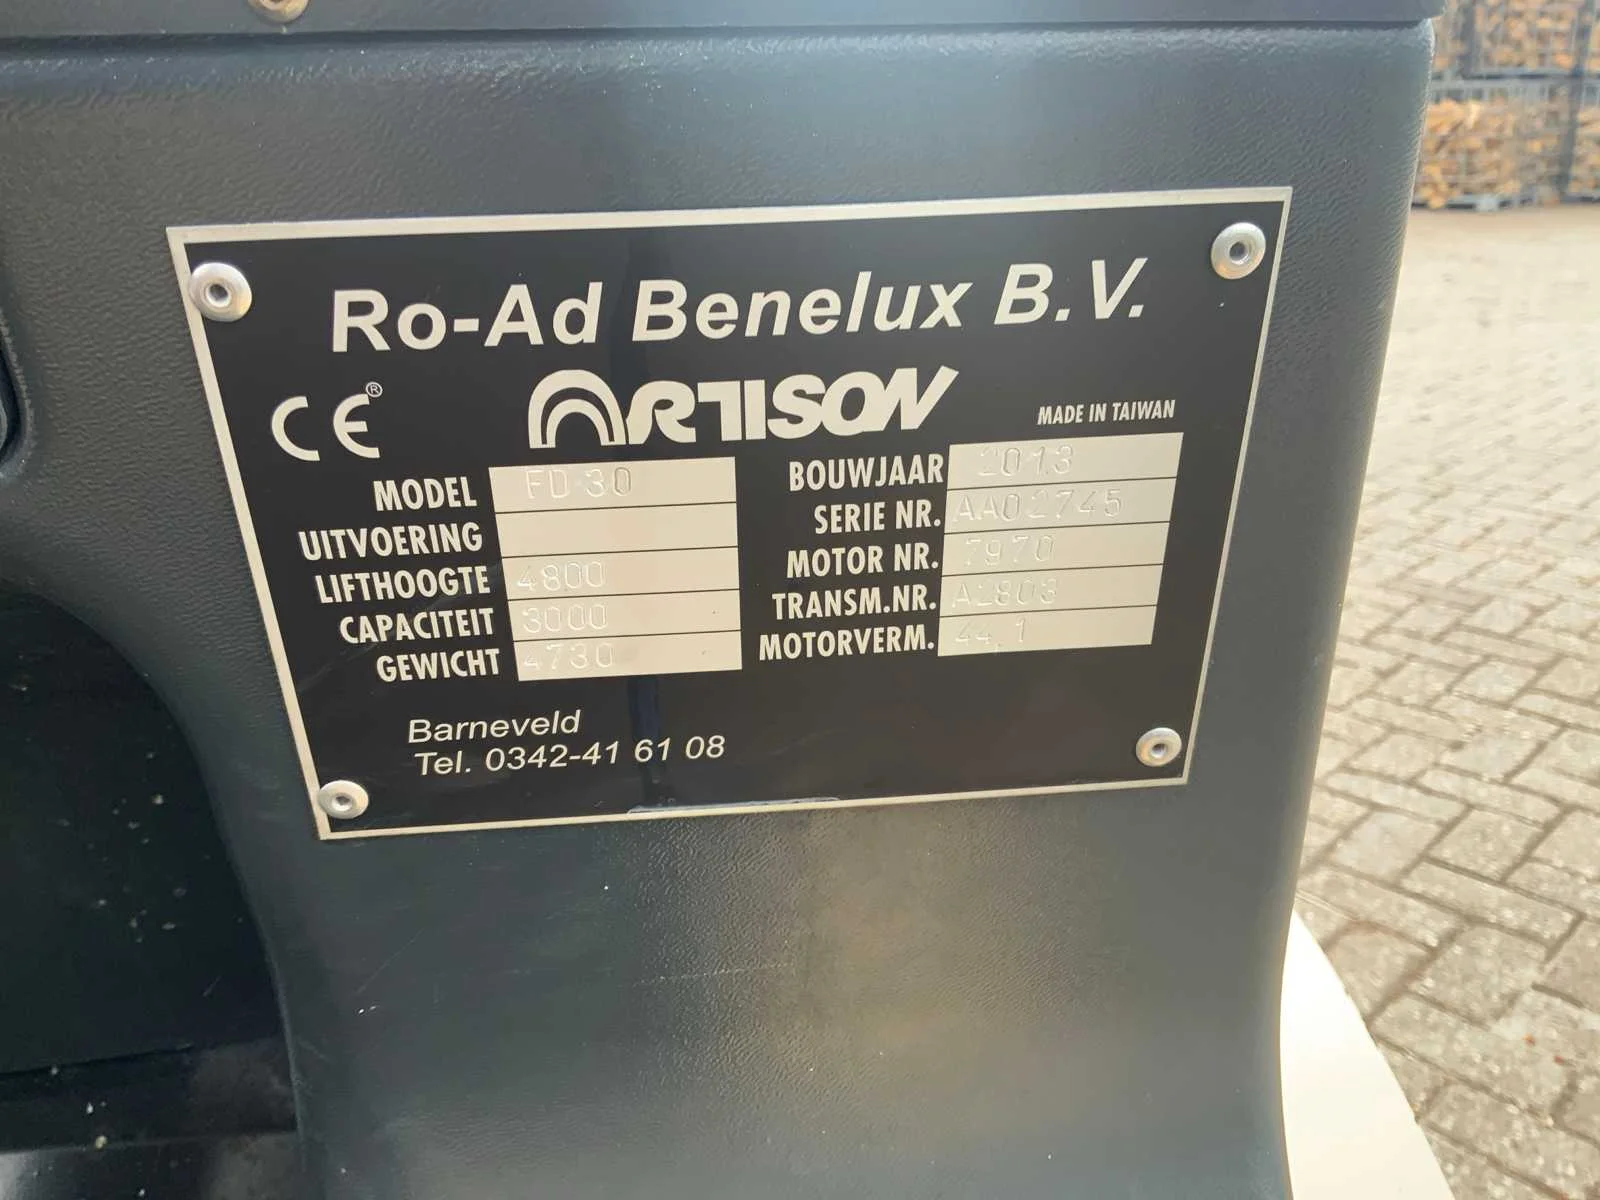 Ro-Ad Benelux B.V.
CE®
ARTISON
MADE IN TAIWAN
MODEL FD 30
UITVOERING
LIFTHOOGTE 4800
CAPACITEIT 3000
GEWICHT 4730
BOUWJAAR 2013
SERIE NR. AA02745
MOTOR NR. 7970
TRANSM.NR. A2803
MOTORVERM. 44.1
Barneveld
Tel. 0342-41 61 08